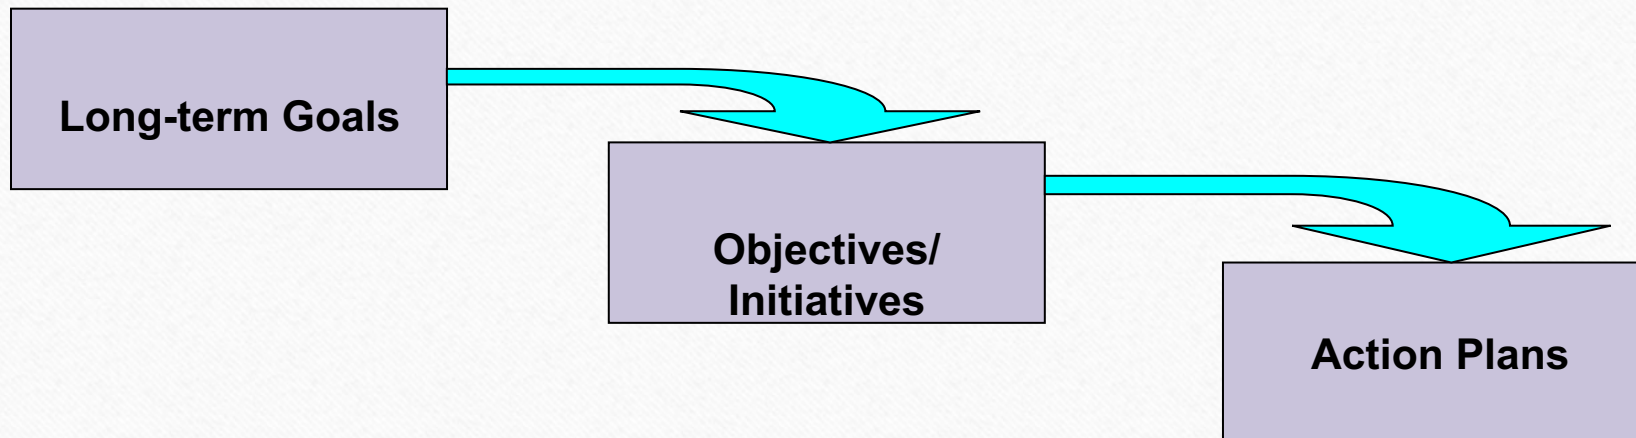 Long-term Goals
Objectives/
Initiatives
Action Plans